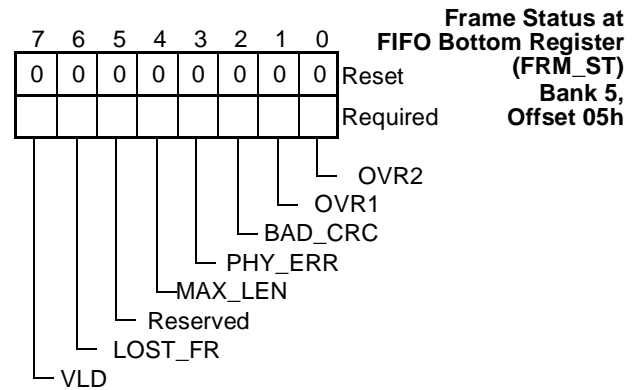 Frame Status at
FIFO Bottom Register
(FRM_ST)
Bank 5,
Offset 05h
7 6 5 4 3 2 1 0
0 0 0 0 0 0 0 0 Reset
Required
OVR2
OVR1
BAD_CRC
PHY_ERR
MAX_LEN
Reserved
LOST_FR
VLD